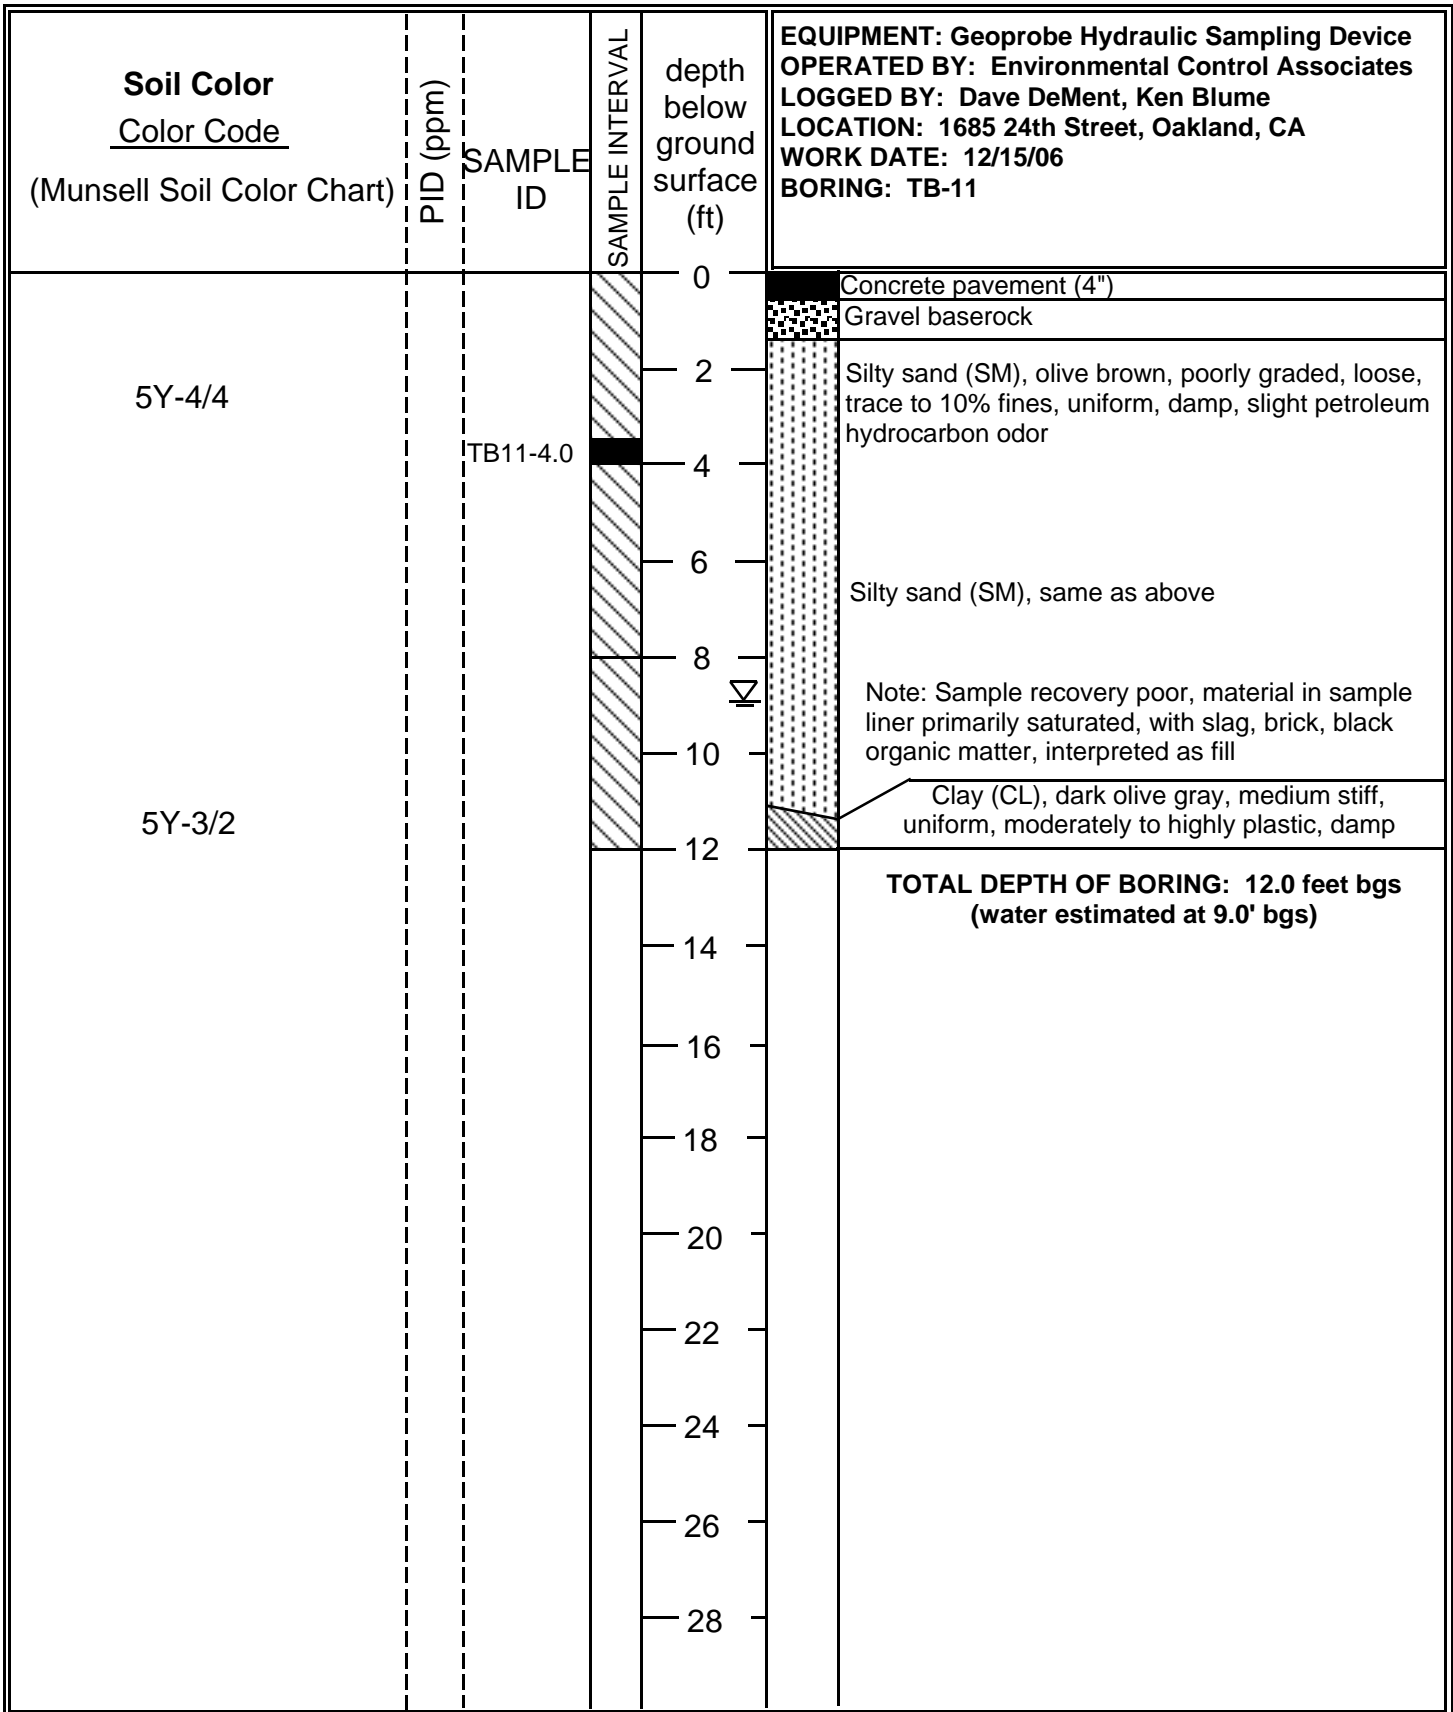 Soil Color
Color Code
(Munsell Soil Color Chart)
PID (ppm)
SAMPLE
ID
SAMPLE INTERVAL
depth
below
ground
surface
(ft)
EQUIPMENT: Geoprobe Hydraulic Sampling Device
OPERATED BY: Environmental Control Associates
LOGGED BY: Dave DeMent, Ken Blume
LOCATION: 1685 24th Street, Oakland, CA
WORK DATE: 12/15/06
BORING: TB-11
0
Concrete pavement (4")
Gravel baserock
2
5Y-4/4
Silty sand (SM), olive brown, poorly graded, loose,
trace to 10% fines, uniform, damp, slight petroleum
hydrocarbon odor
TB11-4.0
4
6
Silty sand (SM), same as above
8
Note: Sample recovery poor, material in sample
liner primarily saturated, with slag, brick, black
organic matter, interpreted as fill
10
5Y-3/2
Clay (CL), dark olive gray, medium stiff,
uniform, moderately to highly plastic, damp
12
TOTAL DEPTH OF BORING: 12.0 feet bgs
(water estimated at 9.0' bgs)
14
16
18
20
22
24
26
28